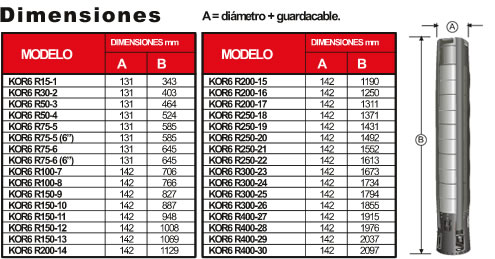 Dimensiones
A = diámetro + guardacable.
MODELO DIMENSIONES mm
A B
KOR6 R15-1 131 343
KOR6 R30-2 131 403
KOR6 R50-3 131 464
KOR6 R50-4 131 524
KOR6 R75-5 131 585
KOR6 R75-5 (6") 131 585
KOR6 R75-6 131 645
KOR6 R75-6 (6") 131 645
KOR6 R100-7 142 706
KOR6 R100-8 142 766
KOR6 R150-9 142 827
KOR6 R150-10 142 887
KOR6 R150-11 142 948
KOR6 R150-12 142 1008
KOR6 R150-13 142 1069
KOR6 R200-14 142 1129
MODELO DIMENSIONES mm
A B
KOR6 R200-15 142 1190
KOR6 R200-16 142 1250
KOR6 R200-17 142 1311
KOR6 R250-18 142 1371
KOR6 R250-19 142 1431
KOR6 R250-20 142 1492
KOR6 R250-21 142 1552
KOR6 R250-22 142 1613
KOR6 R300-23 142 1673
KOR6 R300-24 142 1734
KOR6 R300-25 142 1794
KOR6 R300-26 142 1855
KOR6 R400-27 142 1915
KOR6 R400-28 142 1976
KOR6 R400-29 142 2037
KOR6 R400-30 142 2097
A
B